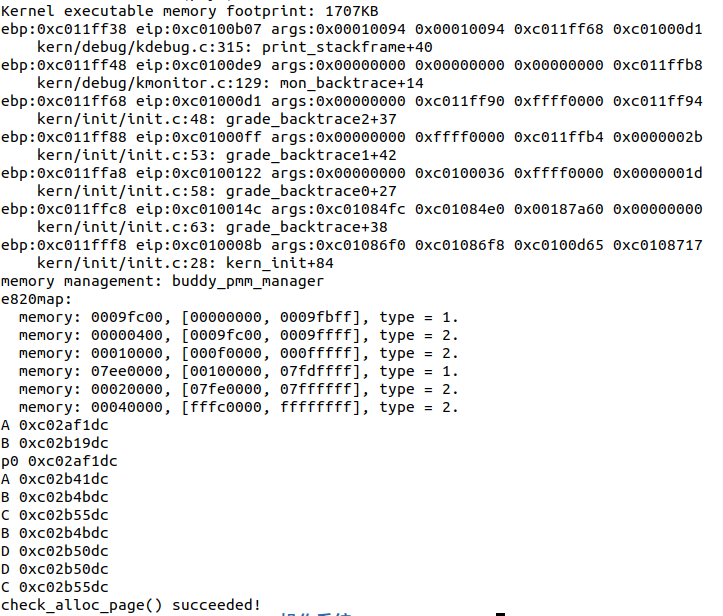 Kernel executable memory footprint: 1707KB
ebp:0xc011ff38 eip:0xc0100b07 args:0x00010094 0x00010094 0xc011ff68 0xc01000d1
kern/debug/kdebug.c:315: print_stackframe+40
ebp:0xc011ff48 eip:0xc0100de9 args:0x00000000 0x00000000 0x00000000 0xc011ffb8
kern/debug/kmonitor.c:129: mon_backtrace+14
ebp:0xc011ff68 eip:0xc01000d1 args:0x00000000 0xc011ff90 0xffff0000 0xc011ff94
kern/init/init.c:48: grade_backtrace2+37
ebp:0xc011ff88 eip:0xc01000ff args:0x00000000 0xffff0000 0xc011ffb4 0x0000002b
kern/init/init.c:53: grade_backtrace1+42
ebp:0xc011ffa8 eip:0xc0100122 args:0x00000000 0xc0100036 0xffff0000 0x0000001d
kern/init/init.c:58: grade_backtrace0+27
ebp:0xc011ffc8 eip:0xc010014c args:0xc01084fc 0xc01084e0 0x00187a60 0x00000000
kern/init/init.c:63: grade_backtrace+38
ebp:0xc011fff8 eip:0xc010008b args:0xc01086f0 0xc01086f8 0xc0100d65 0xc0108717
kern/init/init.c:28: kern_init+84
memory management: buddy_pmm_manager
e820map:
memory: 0009fc00, [00000000, 0009fbff], type = 1.
memory: 00000400, [0009fc00, 0009ffff], type = 2.
memory: 00010000, [000f0000, 000fffff], type = 2.
memory: 07ee0000, [00100000, 07fdffff], type = 1.
memory: 00020000, [07fe0000, 07ffffff], type = 2.
memory: 00040000, [fffc0000, ffffffff], type = 2.
A 0xc02af1dc
B 0xc02b19dc
p0 0xc02af1dc
A 0xc02b41dc
B 0xc02b4bdc
C 0xc02b55dc
B 0xc02b4bdc
D 0xc02b50dc
D 0xc02b50dc
C 0xc02b55dc
check_alloc_page() succeeded!